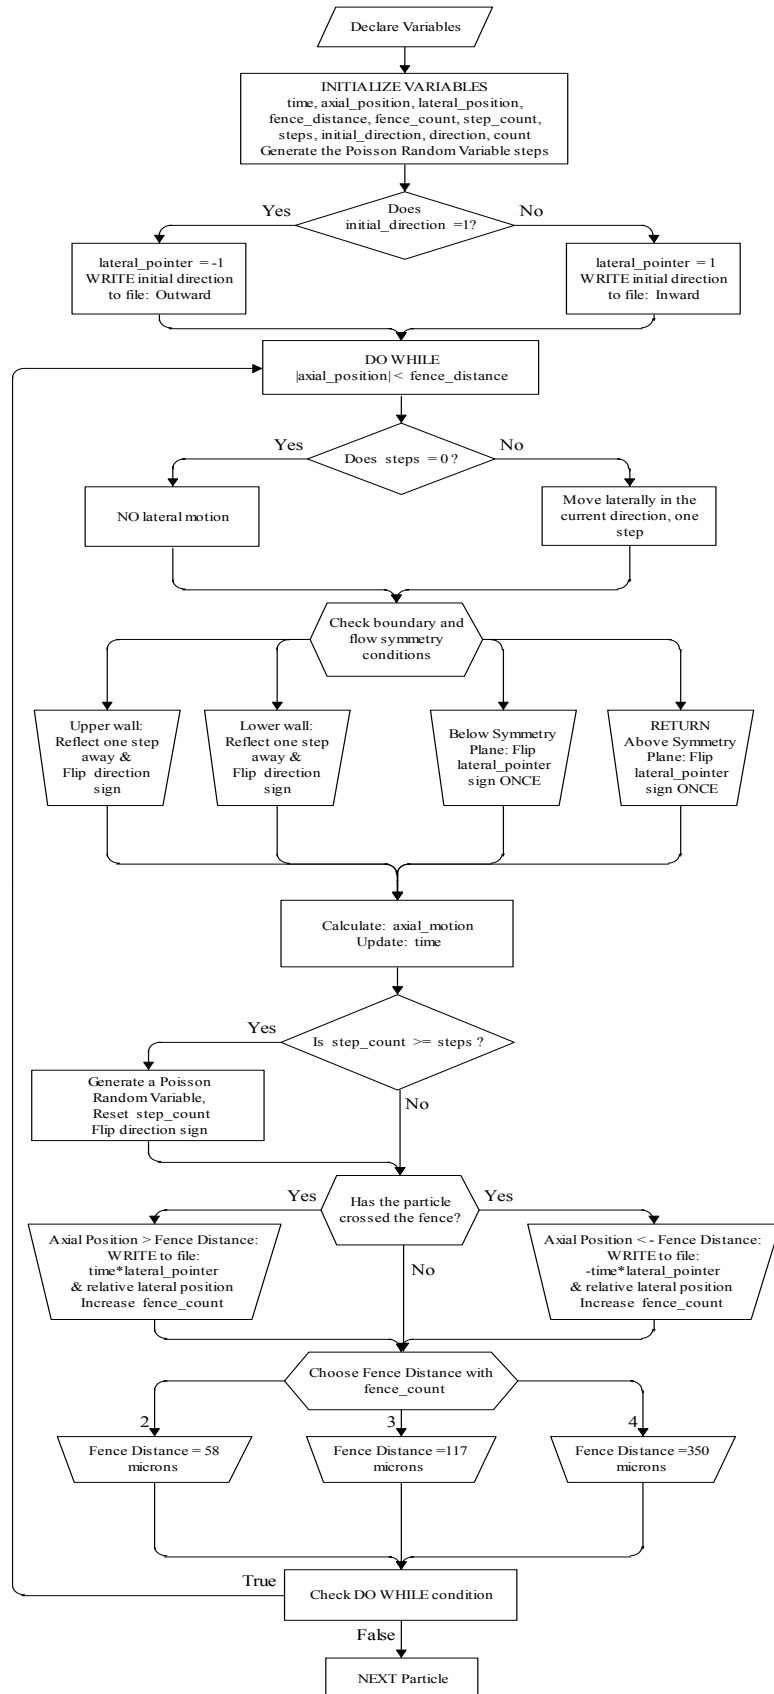 Declare Variables
INITIALIZE VARIABLES
time, axial_position, lateral_position,
fence_distance, fence_count, step_count,
steps, initial_direction, direction, count
Generate the Poisson Random Variable steps
Does
initial_direction =1?
Yes
No
lateral_pointer = -1
WRITE initial direction
to file: Outward
lateral_pointer = 1
WRITE initial direction
to file: Inward
DO WHILE
|axial_position| < fence_distance
Does steps = 0 ?
Yes
No
NO lateral motion
Move laterally in the
current direction, one
step
Check boundary and
flow symmetry
conditions
Upper wall:
Reflect one step
away &
Flip direction
sign
Lower wall:
Reflect one step
away &
Flip direction
sign
Below Symmetry
Plane: Flip
lateral_pointer
sign ONCE
RETURN
Above Symmetry
Plane: Flip
lateral_pointer
sign ONCE
Calculate: axial_motion
Update: time
Is step_count >= steps ?
Yes
No
Generate a Poisson
Random Variable,
Reset step_count
Flip direction sign
Has the particle
crossed the fence?
Yes
Yes
No
Axial Position > Fence Distance:
WRITE to file:
time*lateral_pointer
& relative lateral position
Increase fence_count
Axial Position < - Fence Distance:
WRITE to file:
-time*lateral_pointer
& relative lateral position
Increase fence_count
Choose Fence Distance with
fence_count
2
3
4
Fence Distance = 58
microns
Fence Distance =117
microns
Fence Distance =350
microns
Check DO WHILE condition
True
False
NEXT Particle